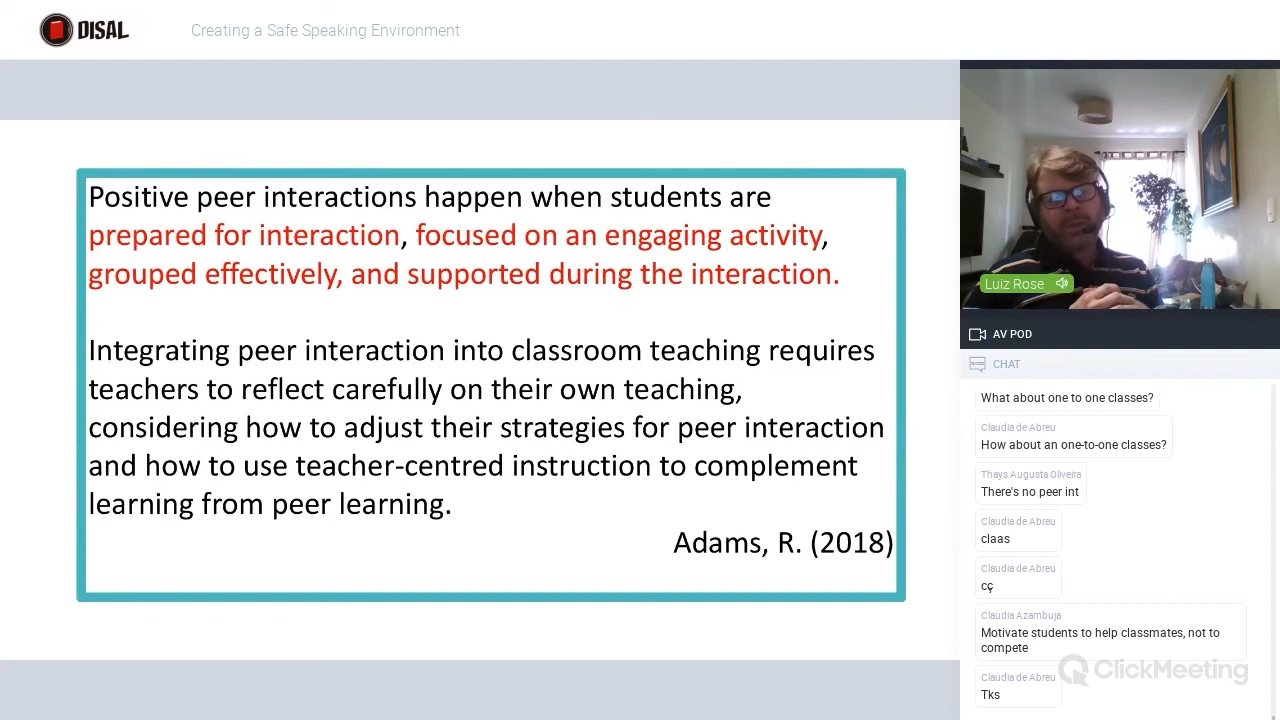 DISAL
Creating a Safe Speaking Environment
Positive peer interactions happen when students are
prepared for interaction, focused on an engaging activity,
grouped effectively, and supported during the interaction.
Integrating peer interaction into classroom teaching requires
teachers to reflect carefully on their own teaching,
considering how to adjust their strategies for peer interaction
and how to use teacher-centred instruction to complement
learning from peer learning.
Adams, R. (2018)
Luiz Rose
AV POD
CHAT
What about one to one classes?
Claudia de Abreu
How about an one-to-one classes?
Thays Augusta Oliveira
There's no peer int
Claudia de Abreu
claas
Claudia de Abreu
cç
Claudia Azambuja
Motivate students to help classmates, not to
compete
Claudia de Abreu
Tks
ClickMeeting